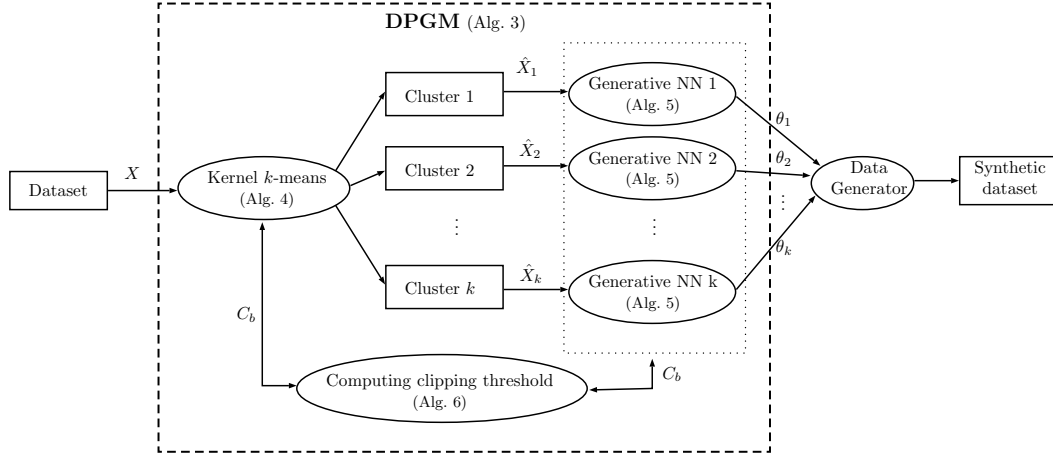 DPGM (Alg. 3)
Dataset
X
Kernel k-means
(Alg. 4)
Cluster 1
X̂₁
Generative NN 1
(Alg. 5)
θ₁
Cluster 2
X̂₂
Generative NN 2
(Alg. 5)
θ₂
⋮
⋮
⋮
Cluster k
X̂ₖ
Generative NN k
(Alg. 5)
θₖ
Data
Generator
Synthetic
dataset
C_b
Computing clipping threshold
(Alg. 6)
C_b